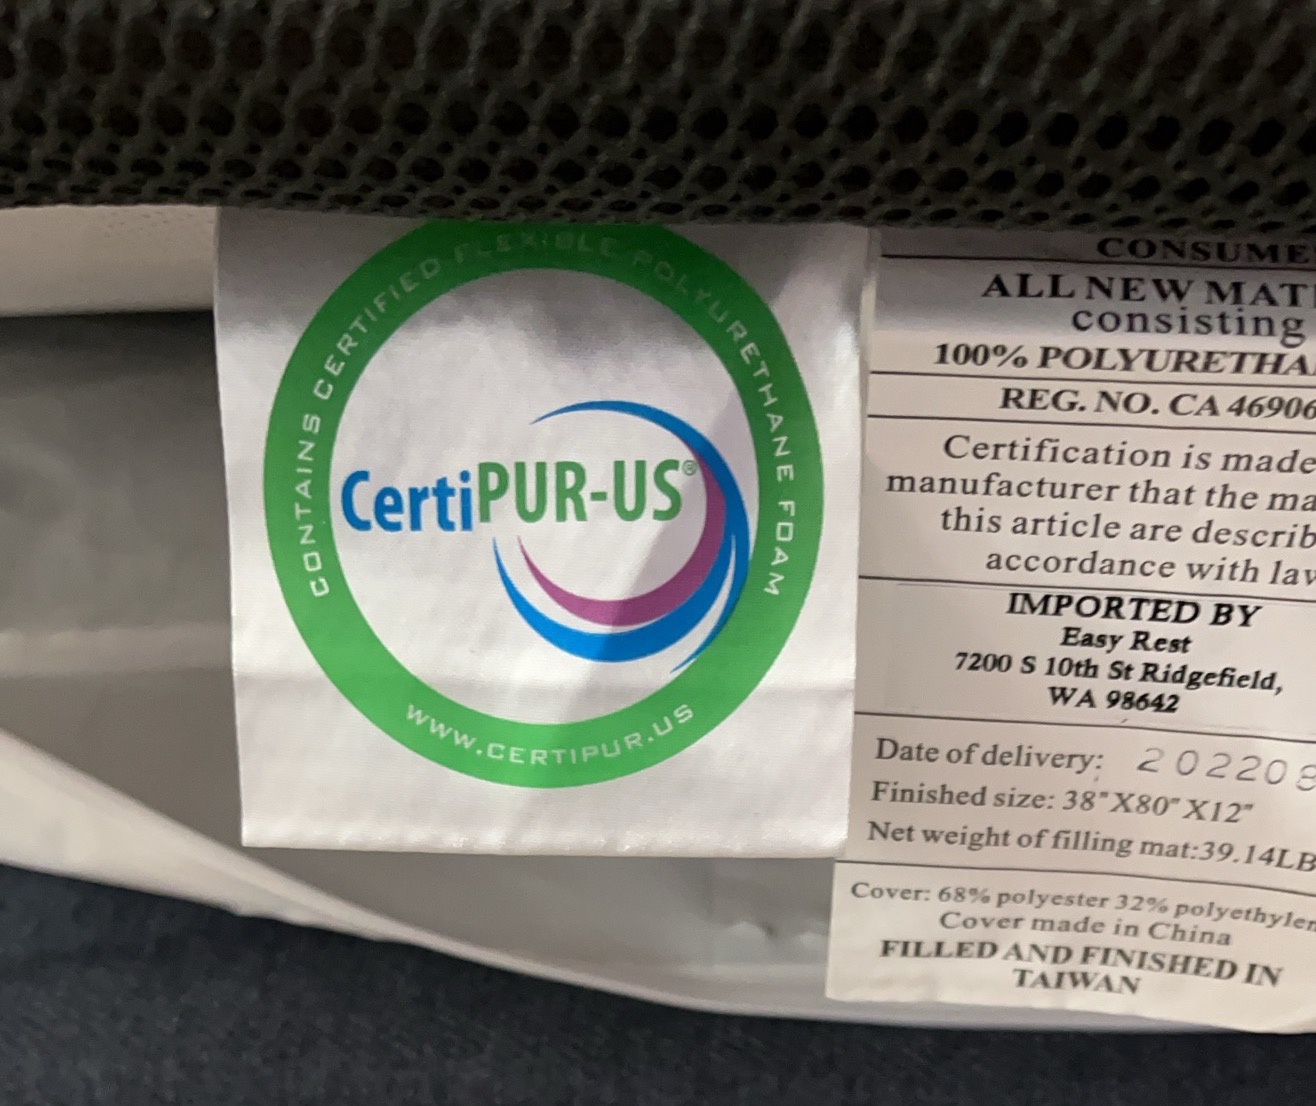 CONTAINS CERTIFIED FLEXIBLE POLYURETHANE FOAM
CertiPUR-US®
WWW.CERTIPUR.US
CONSUME
ALL NEW MAT
consisting
100% POLYURETHA
REG. NO. CA 46906
Certification is made
manufacturer that the ma
this article are describ
accordance with law
IMPORTED BY
Easy Rest
7200 S 10th St Ridgefield,
WA 98642
Date of delivery: 202208
Finished size: 38"X80"X12"
Net weight of filling mat:39.14LB
Cover: 68% polyester 32% polyethylen
Cover made in China
FILLED AND FINISHED IN
TAIWAN